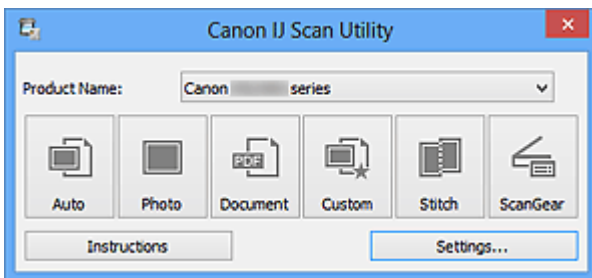 Canon IJ Scan Utility
Product Name: Canon series
PDF
Auto Photo Document Custom Stitch ScanGear
Instructions Settings...